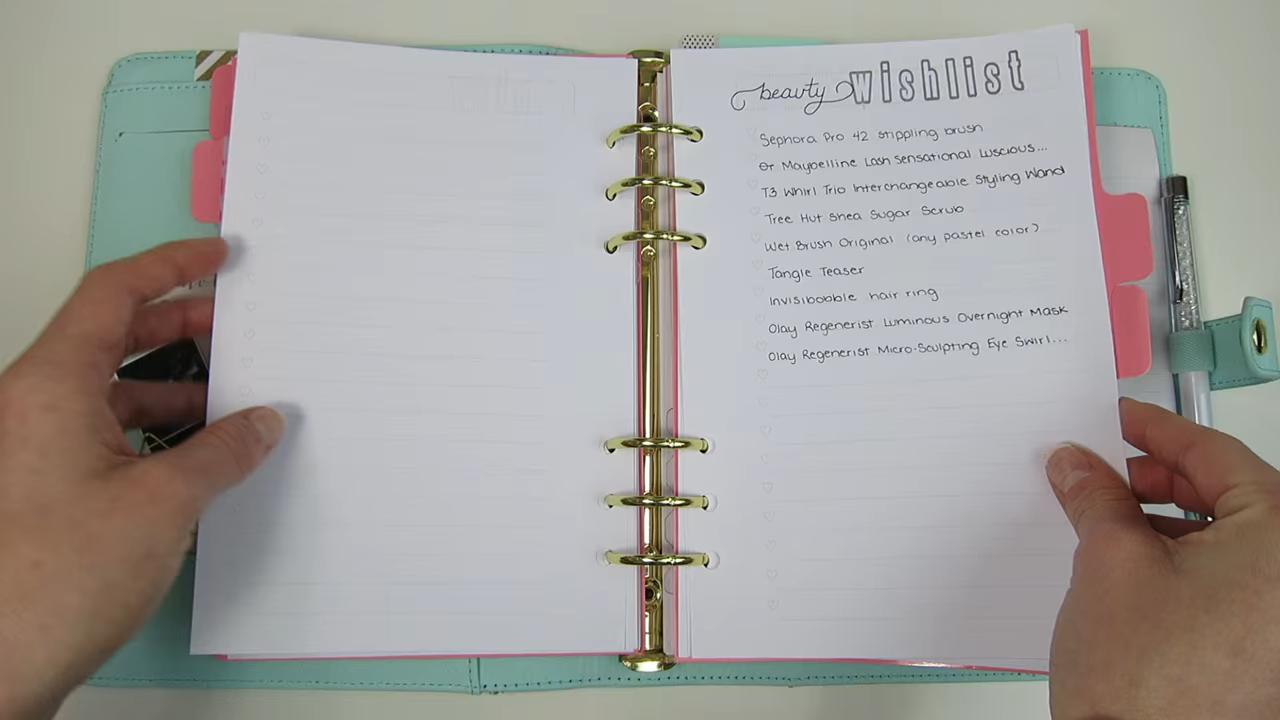 beauty wishlist
Sephora Pro 42 stippling brush
Or Maybelline Lash Sensational Luscious...
T3 Whirl Trio Interchangeable Styling Wand
Tree Hut Shea Sugar Scrub
Wet Brush Original (any pastel color)
Tangle Teaser
Invisibobble hair ring
Olay Regenerist Luminous Overnight Mask
Olay Regenerist Micro-Sculpting Eye Swirl...